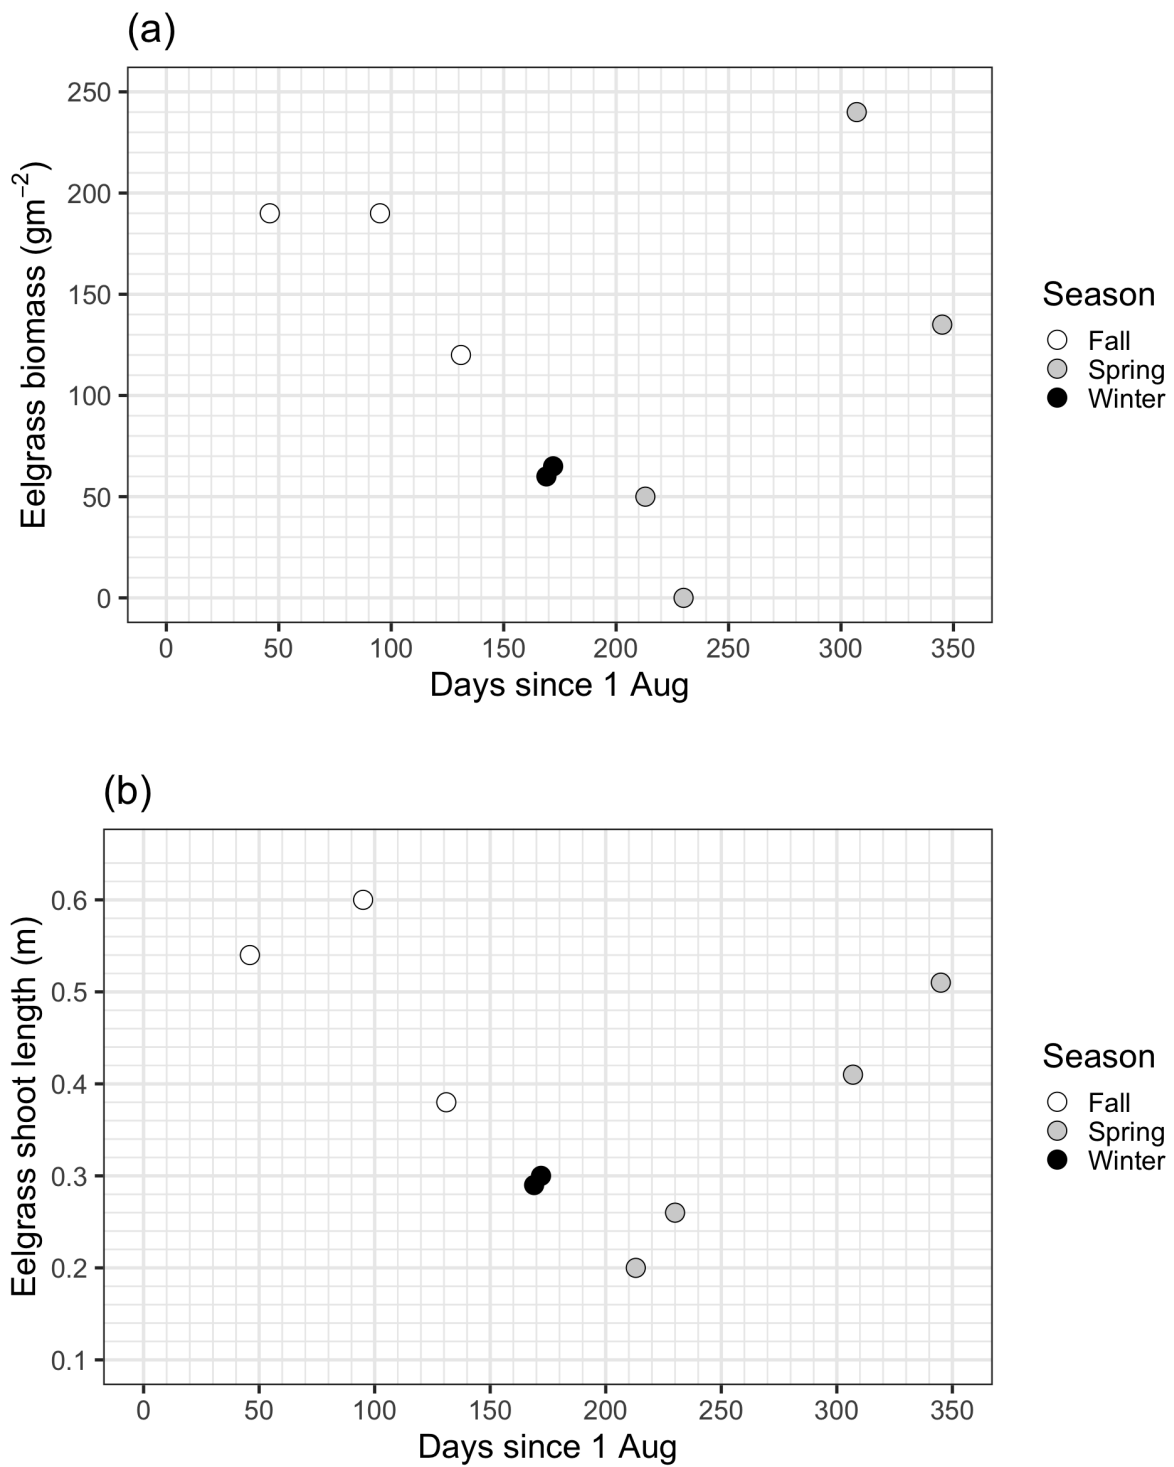 (a)
Eelgrass biomass (gm⁻²)
250
200
150
100
50
0
0 50 100 150 200 250 300 350
Days since 1 Aug
Season
Fall
Spring
Winter
(b)
Eelgrass shoot length (m)
0.6
0.5
0.4
0.3
0.2
0.1
0 50 100 150 200 250 300 350
Days since 1 Aug
Season
Fall
Spring
Winter